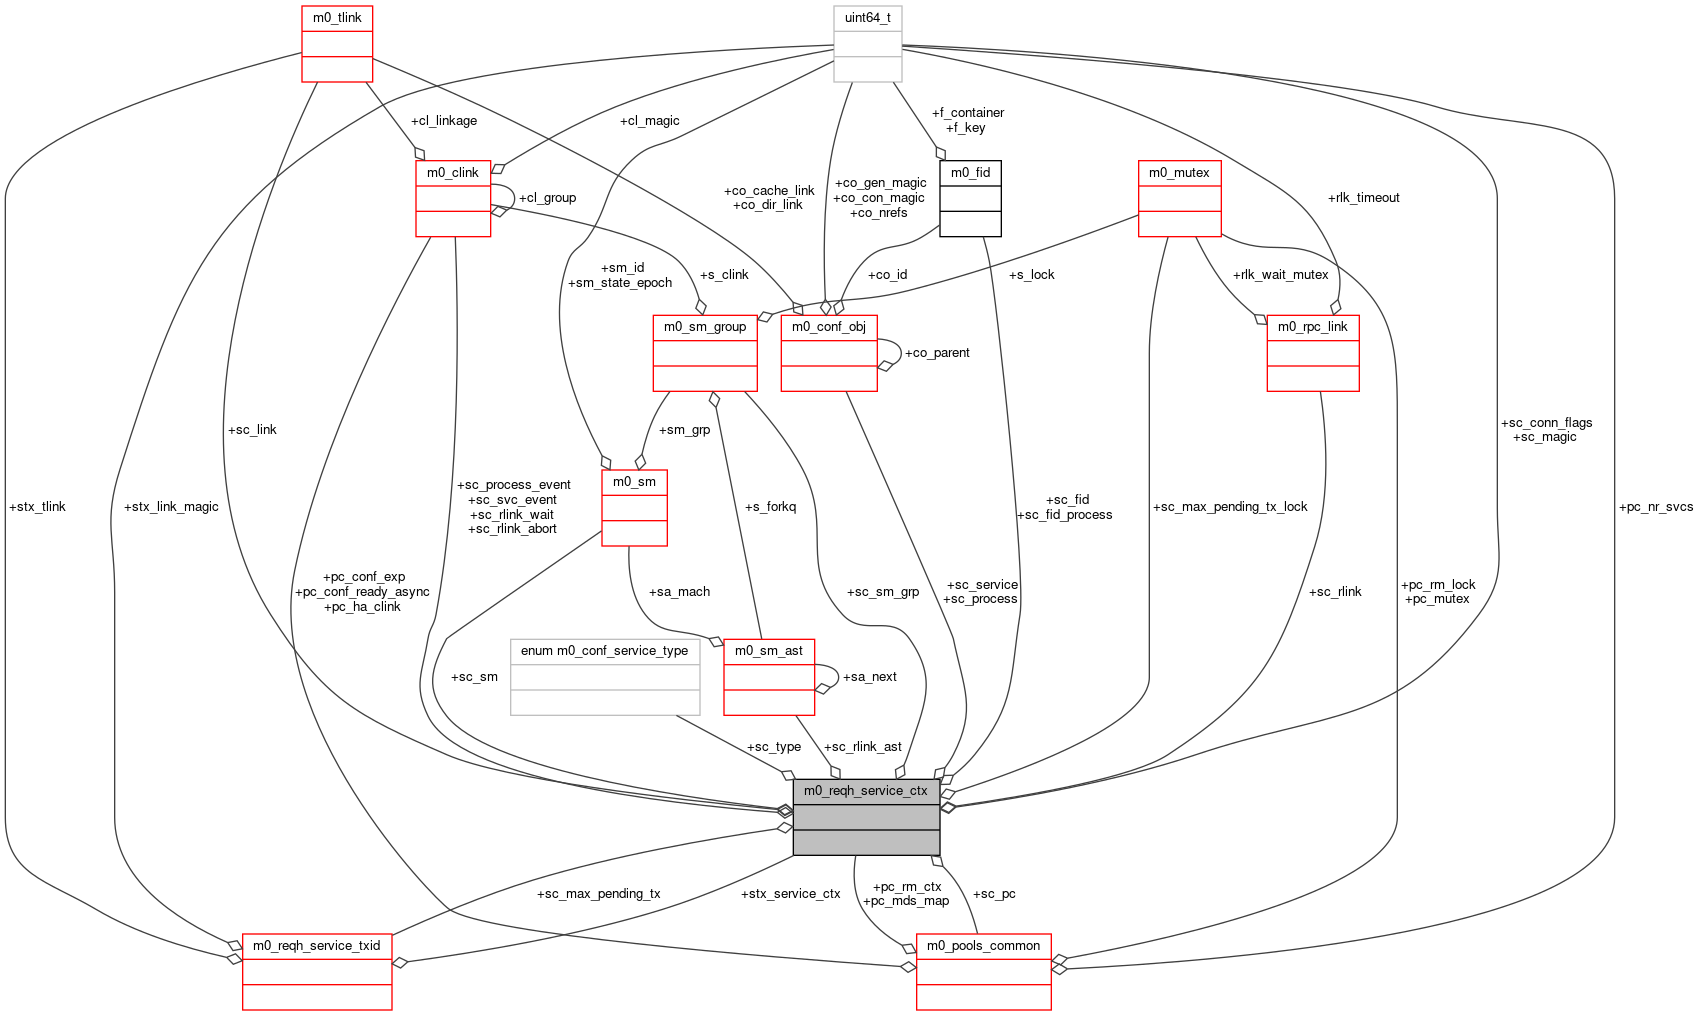 m0_tlink
uint64_t
+cl_linkage
+cl_magic
+f_container
+f_key
m0_clink
m0_fid
m0_mutex
+cl_group
+co_cache_link
+co_dir_link
+co_gen_magic
+co_con_magic
+co_nrefs
+rlk_timeout
+sm_id
+sm_state_epoch
+s_clink
+co_id
+s_lock
+rlk_wait_mutex
m0_sm_group
m0_conf_obj
m0_rpc_link
+co_parent
+sc_link
+sm_grp
+sc_conn_flags
+sc_magic
m0_sm
+stx_tlink
+stx_link_magic
+sc_process_event
+sc_svc_event
+sc_rlink_wait
+sc_rlink_abort
+s_forkq
+sc_fid
+sc_fid_process
+sc_max_pending_tx_lock
+pc_nr_svcs
+pc_conf_exp
+pc_conf_ready_async
+pc_ha_clink
+sa_mach
+sc_sm_grp
+sc_service
+sc_process
+sc_rlink
+pc_rm_lock
+pc_mutex
enum m0_conf_service_type
m0_sm_ast
+sc_sm
+sa_next
+sc_type
+sc_rlink_ast
m0_reqh_service_ctx
+sc_max_pending_tx
+stx_service_ctx
+pc_rm_ctx
+pc_mds_map
+sc_pc
m0_reqh_service_txid
m0_pools_common